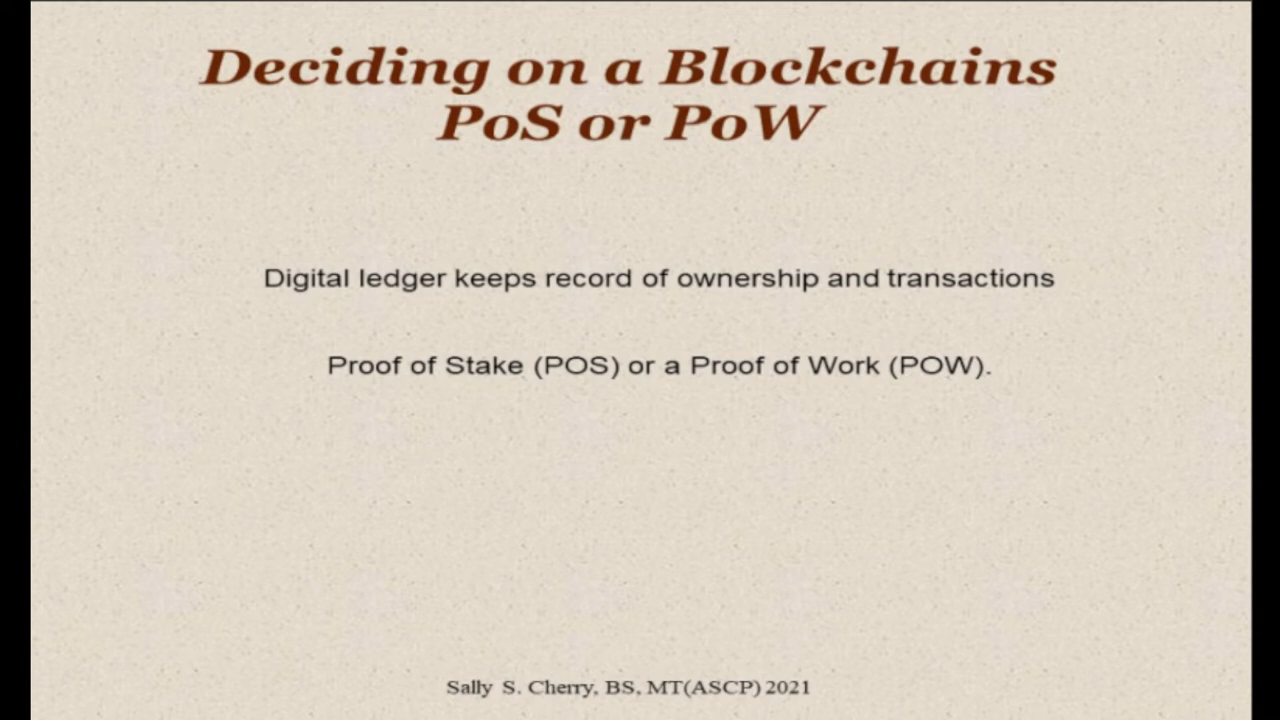 Deciding on a Blockchains
PoS or PoW
Digital ledger keeps record of ownership and transactions
Proof of Stake (POS) or a Proof of Work (POW).
Sally S. Cherry, BS, MT(ASCP) 2021